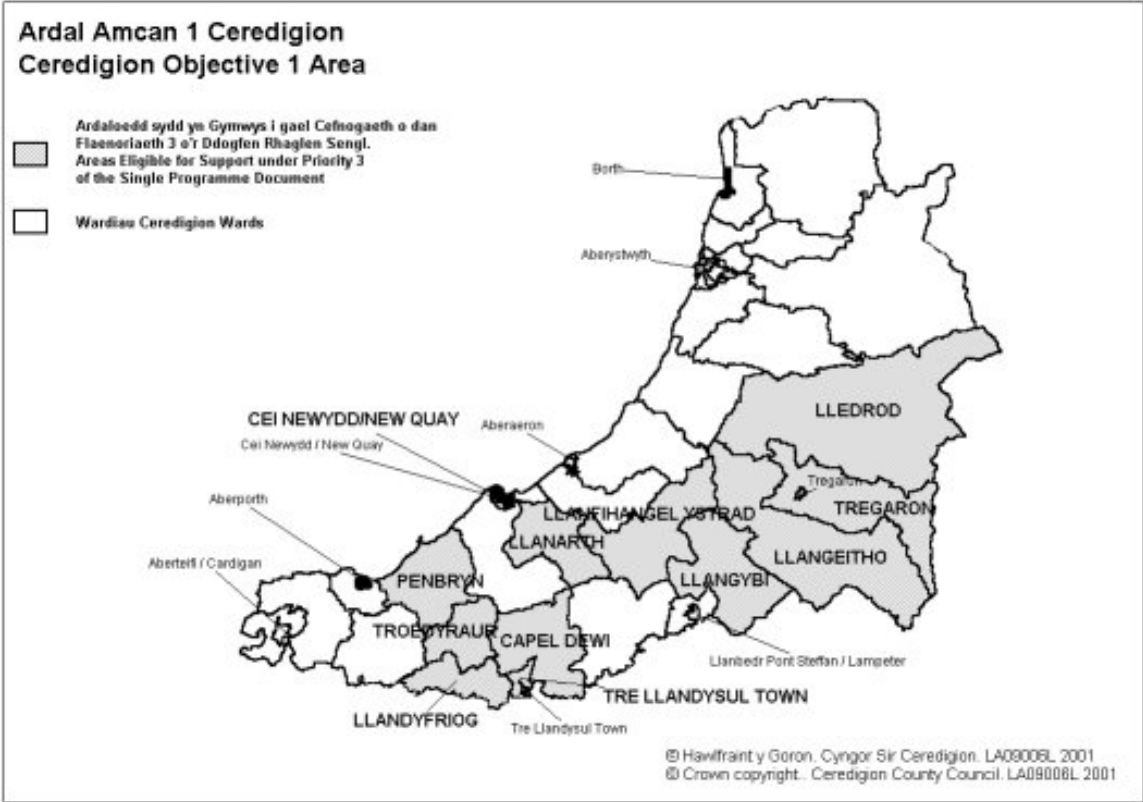 Ardal Amcan 1 Ceredigion
Ceredigion Objective 1 Area
Ardaloedd sydd yn Gymwys i gael Cefnogaeth o dan
Flaenoriaeth 3 o'r Ddogfen Rhaglen Sengl.
Areas Eligible for Support under Priority 3
of the Single Programme Document
Wardiau Ceredigion Wards
Borth
Aberystwyth
LLEDROD
CEI NEWYDD/NEW QUAY
Aberaeron
Cei Newydd / New Quay
Tregaron
Aberporth
TREGARON
LLANFIHANGEL YSTRAD
LLANARTH
LLANGEITHO
Aberteifi / Cardigan
PENBRYN
LLANGYBI
TROEDYRAUR
CAPEL DEWI
Llanbedr Pont Steffan / Lampeter
TRE LLANDYSUL TOWN
LLANDYFRIOG
Tre Llandysul Town
© Hawlfraint y Goron. Cyngor Sir Ceredigion. LA09006L 2001
© Crown copyright.. Ceredigion County Council. LA09006L 2001